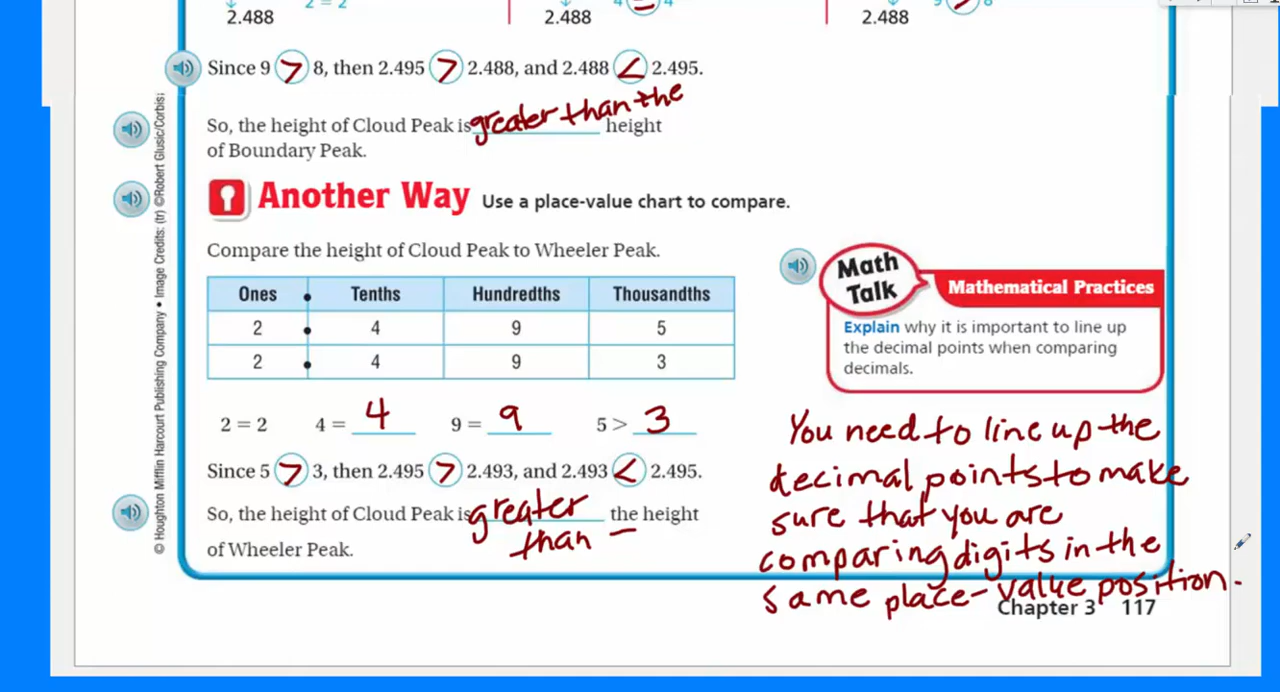 2 = 2
4 = 4
9 > 8
2.488
2.488
2.488
Since 9 > 8, then 2.495 > 2.488, and 2.488 < 2.495.
So, the height of Cloud Peak is greater than the height
of Boundary Peak.
Another Way Use a place-value chart to compare.
Compare the height of Cloud Peak to Wheeler Peak.
Ones • Tenths Hundredths Thousandths
2 • 4 9 5
2 • 4 9 3
2 = 2 4 = 4 9 = 9 5 > 3
Since 5 > 3, then 2.495 > 2.493, and 2.493 < 2.495.
So, the height of Cloud Peak is greater than the height
of Wheeler Peak.
Math
Talk
Mathematical Practices
Explain why it is important to line up
the decimal points when comparing
decimals.
You need to line up the
decimal points to make
sure that you are
comparing digits in the
same place-value position.
Chapter 3 117
© Houghton Mifflin Harcourt Publishing Company • Image Credits: (tr) ©Robert Glusic/Corbis